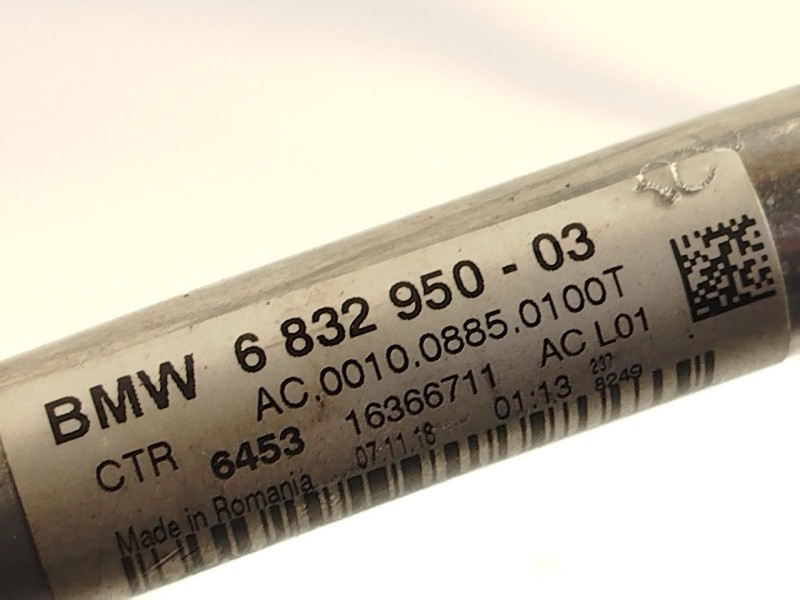 BMW 6 832 950 - 03
AC.0010.0885.0100T
CTR 6453 16366711 AC L01
07.11.18 01:13 237 8249
Made in Romania